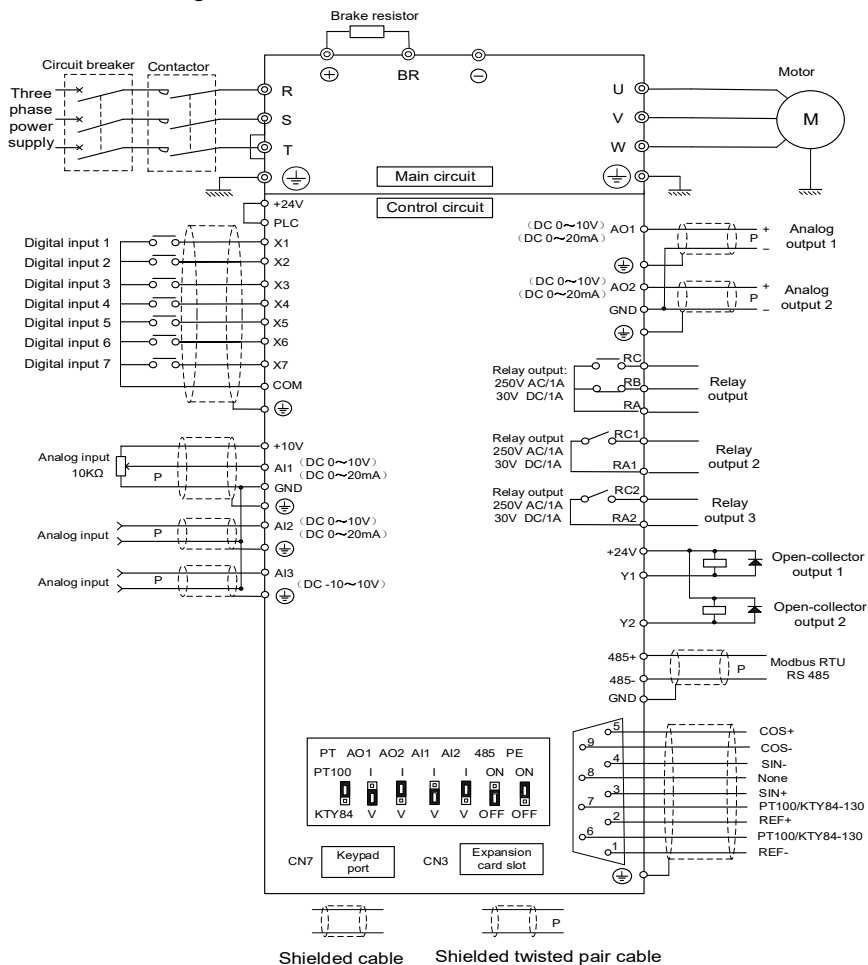 Brake resistor
Circuit breaker
Contactor
BR
Three
phase
power
supply
R
S
T
U
V
W
Motor
M
Main circuit
Control circuit
+24V
PLC
Digital input 1
X1
Digital input 2
X2
Digital input 3
X3
Digital input 4
X4
Digital input 5
X5
Digital input 6
X6
Digital input 7
X7
COM
+10V
Analog input
10KΩ
P
AI1
(DC 0~10V)
(DC 0~20mA)
GND
AI2
(DC 0~10V)
(DC 0~20mA)
Analog input
P
AI3
(DC -10~10V)
Analog input
P
(DC 0~10V)
(DC 0~20mA)
AO1
P
+
−
Analog
output 1
(DC 0~10V)
(DC 0~20mA)
AO2
GND
P
+
−
Analog
output 2
Relay output:
250V AC/1A
30V DC/1A
RC
RB
RA
Relay
output
Relay output
250V AC/1A
30V DC/1A
RC1
RA1
Relay
output 2
Relay output
250V AC/1A
30V DC/1A
RC2
RA2
Relay
output 3
+24V
Y1
Open-collector
output 1
Y2
Open-collector
output 2
485+
485-
GND
P
Modbus RTU
RS 485
5
COS+
9
COS-
4
SIN-
8
None
3
SIN+
7
PT100/KTY84-130
2
REF+
6
PT100/KTY84-130
1
REF-
PT AO1 AO2 AI1 AI2 485 PE
PT100 I I I I ON ON
KTY84 V V V V OFF OFF
CN7
Keypad
port
CN3
Expansion
card slot
P
Shielded cable
Shielded twisted pair cable